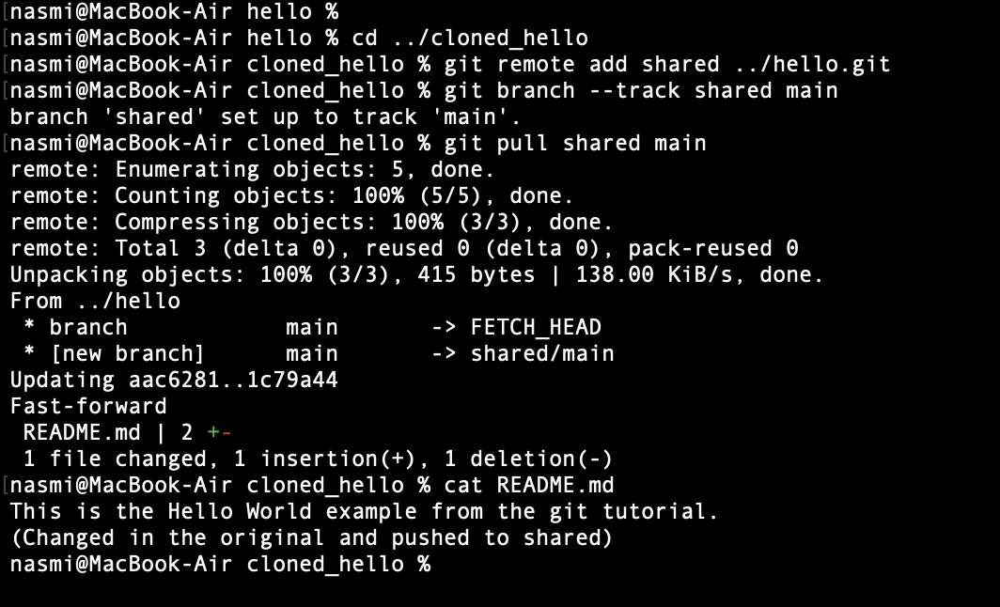 [nasmi@MacBook-Air hello %
[nasmi@MacBook-Air hello % cd ../cloned_hello
[nasmi@MacBook-Air cloned_hello % git remote add shared ../hello.git
[nasmi@MacBook-Air cloned_hello % git branch --track shared main
branch 'shared' set up to track 'main'.
[nasmi@MacBook-Air cloned_hello % git pull shared main
remote: Enumerating objects: 5, done.
remote: Counting objects: 100% (5/5), done.
remote: Compressing objects: 100% (3/3), done.
remote: Total 3 (delta 0), reused 0 (delta 0), pack-reused 0
Unpacking objects: 100% (3/3), 415 bytes | 138.00 KiB/s, done.
From ../hello
 * branch            main       -> FETCH_HEAD
 * [new branch]      main       -> shared/main
Updating aac6281..1c79a44
Fast-forward
 README.md | 2 +-
 1 file changed, 1 insertion(+), 1 deletion(-)
[nasmi@MacBook-Air cloned_hello % cat README.md
This is the Hello World example from the git tutorial.
(Changed in the original and pushed to shared)
nasmi@MacBook-Air cloned_hello %